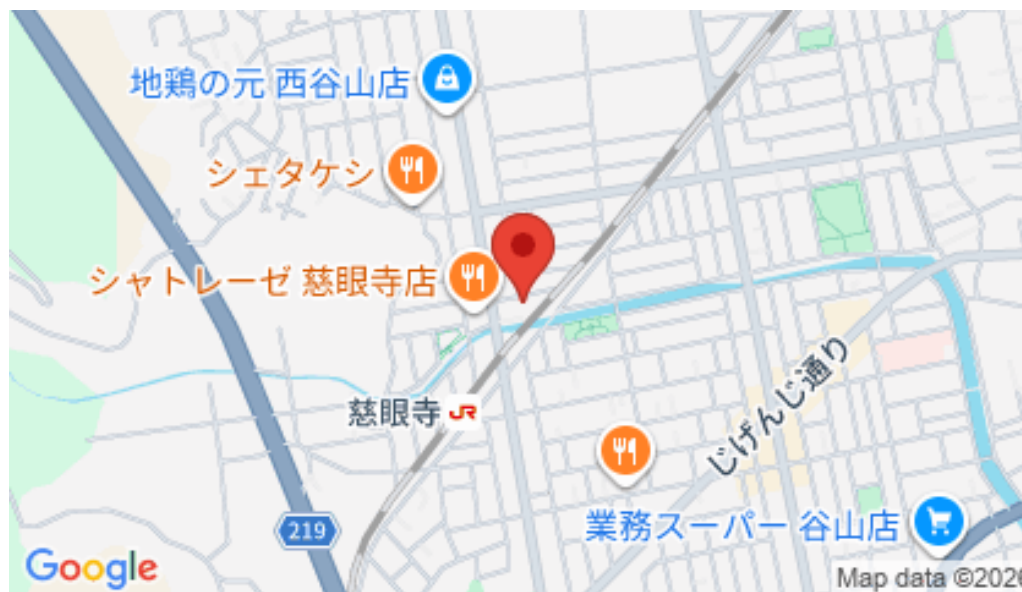 地鶏の元 西谷山店
シェタケシ
シャトレーゼ 慈眼寺店
慈眼寺 JR
じげんじ通り
219
業務スーパー 谷山店
Google
Map data ©2026